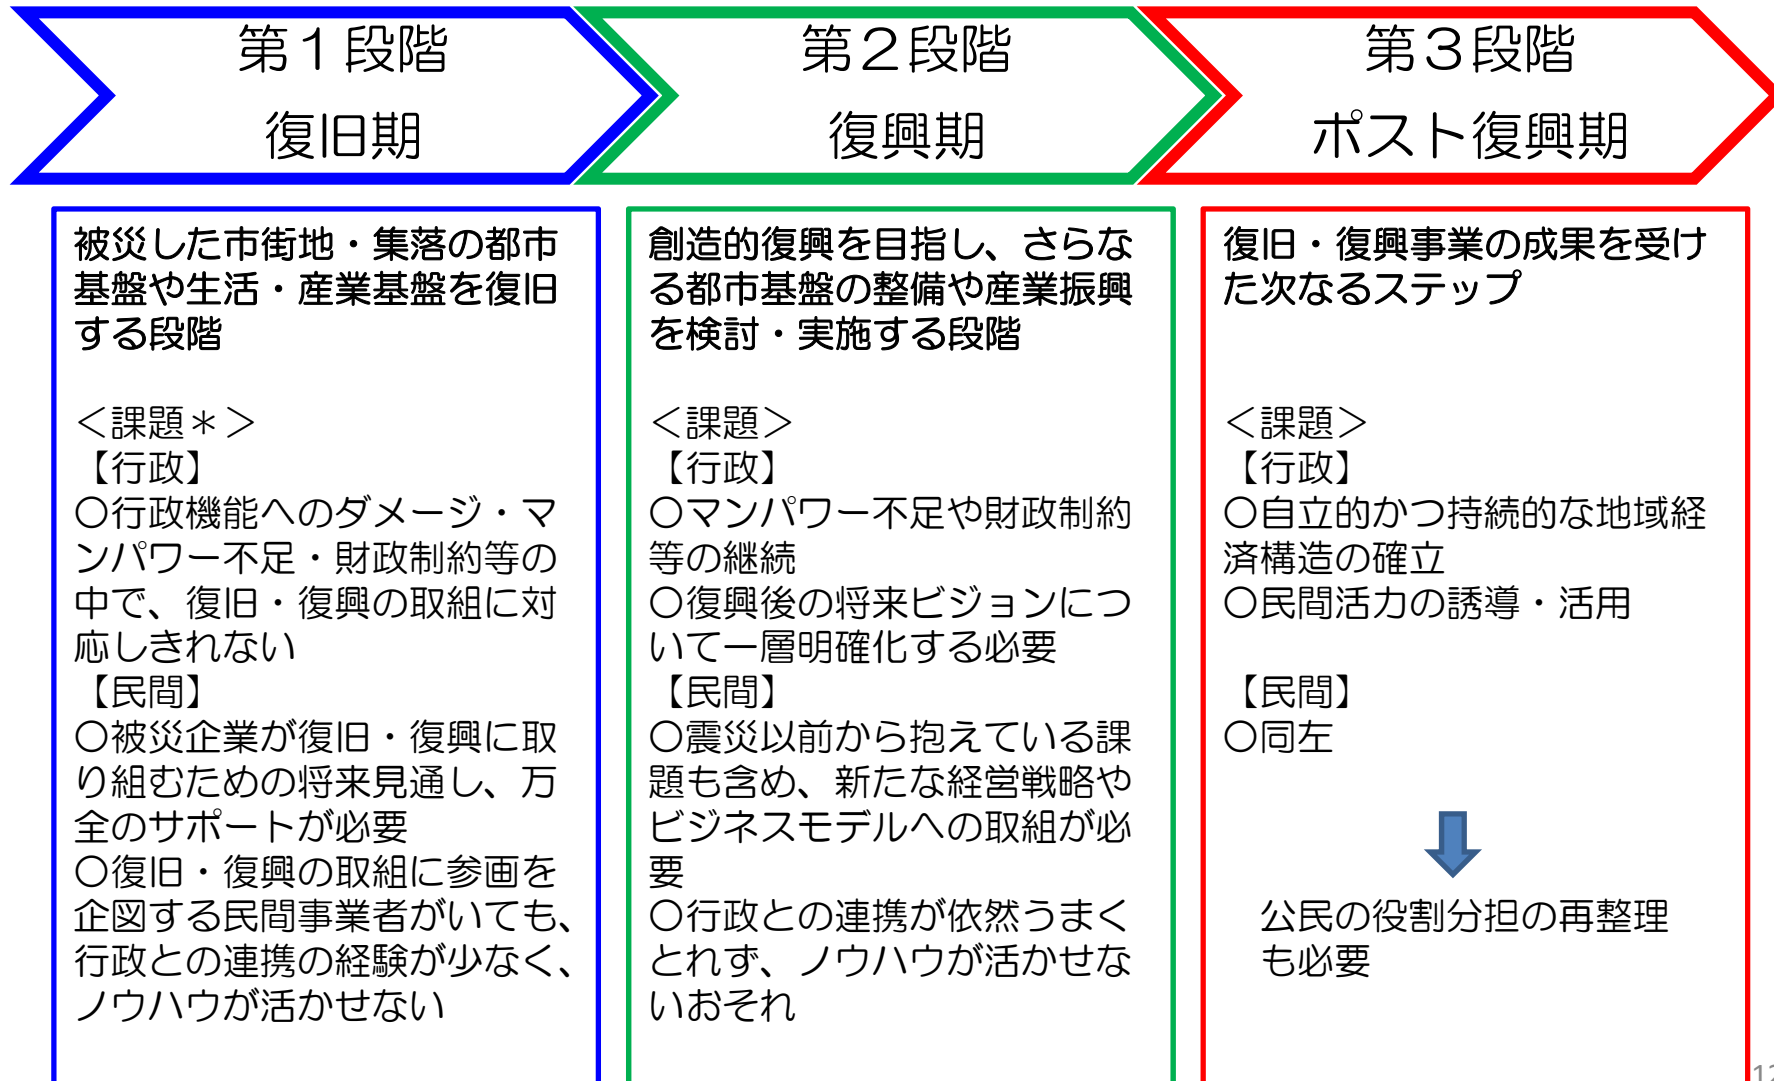 第１段階
復旧期
第２段階
復興期
第３段階
ポスト復興期
被災した市街地・集落の都市
基盤や生活・産業基盤を復旧
する段階
＜課題＊＞
【行政】
○行政機能へのダメージ・マ
ンパワー不足・財政制約等の
中で、復旧・復興の取組に対
応しきれない
【民間】
○被災企業が復旧・復興に取
り組むための将来見通し、万
全のサポートが必要
○復旧・復興の取組に参画を
企図する民間事業者がいても、
行政との連携の経験が少なく、
ノウハウが活かせない
創造的復興を目指し、さらな
る都市基盤の整備や産業振興
を検討・実施する段階
＜課題＞
【行政】
○マンパワー不足や財政制約
等の継続
○復興後の将来ビジョンにつ
いて一層明確化する必要
【民間】
○震災以前から抱えている課
題も含め、新たな経営戦略や
ビジネスモデルへの取組が必
要
○行政との連携が依然うまく
とれず、ノウハウが活かせな
いおそれ
復旧・復興事業の成果を受け
た次なるステップ
＜課題＞
【行政】
○自立的かつ持続的な地域経
済構造の確立
○民間活力の誘導・活用
【民間】
○同左
公民の役割分担の再整理
も必要